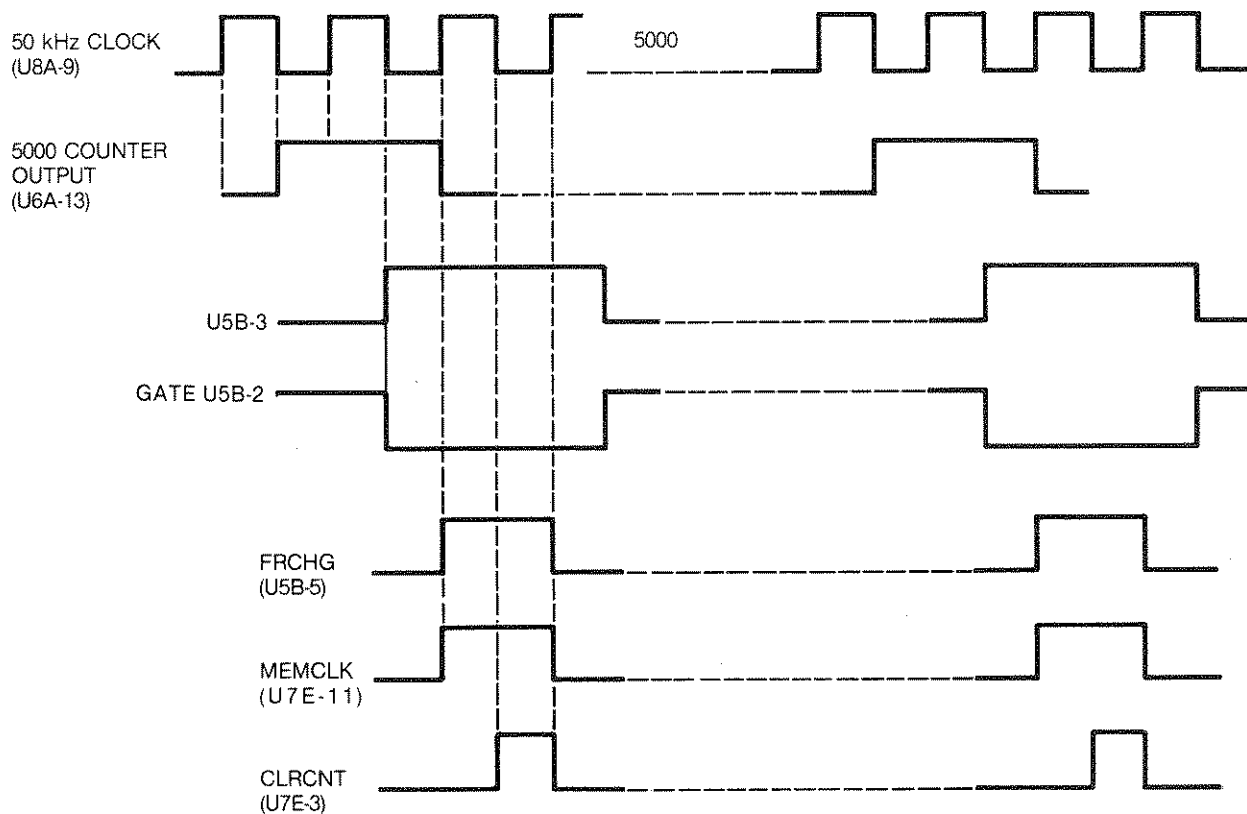 50 kHz CLOCK
(U8A-9)
5000
5000 COUNTER
OUTPUT
(U6A-13)
U5B-3
GATE U5B-2
FRCHG
(U5B-5)
MEMCLK
(U7E-11)
CLRCNT
(U7E-3)